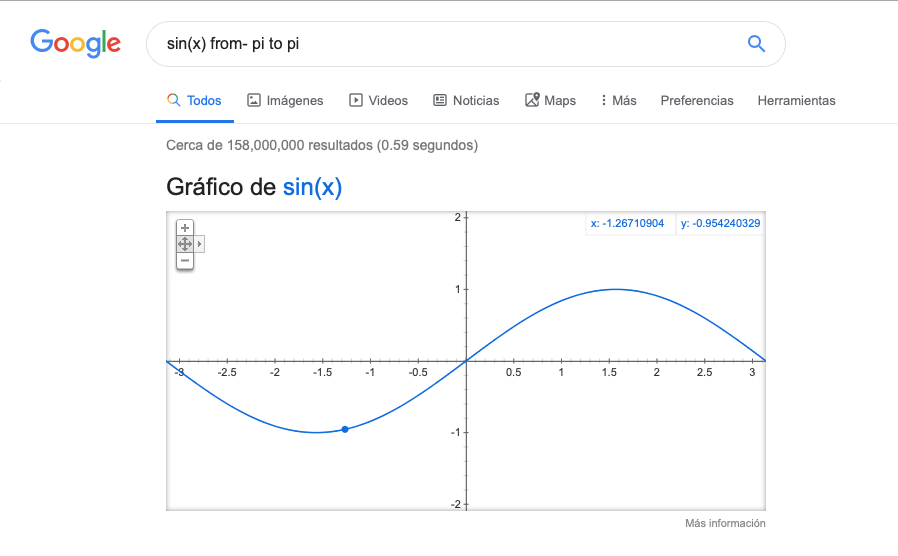 Google
sin(x) from- pi to pi
Todos Imágenes Videos Noticias Maps Más Preferencias Herramientas
Cerca de 158,000,000 resultados (0.59 segundos)
Gráfico de sin(x)
2 x: -1.26710904 y: -0.954240329
1
-3 -2.5 -2 -1.5 -1 -0.5 0.5 1 1.5 2 2.5 3
-1
-2
Más información